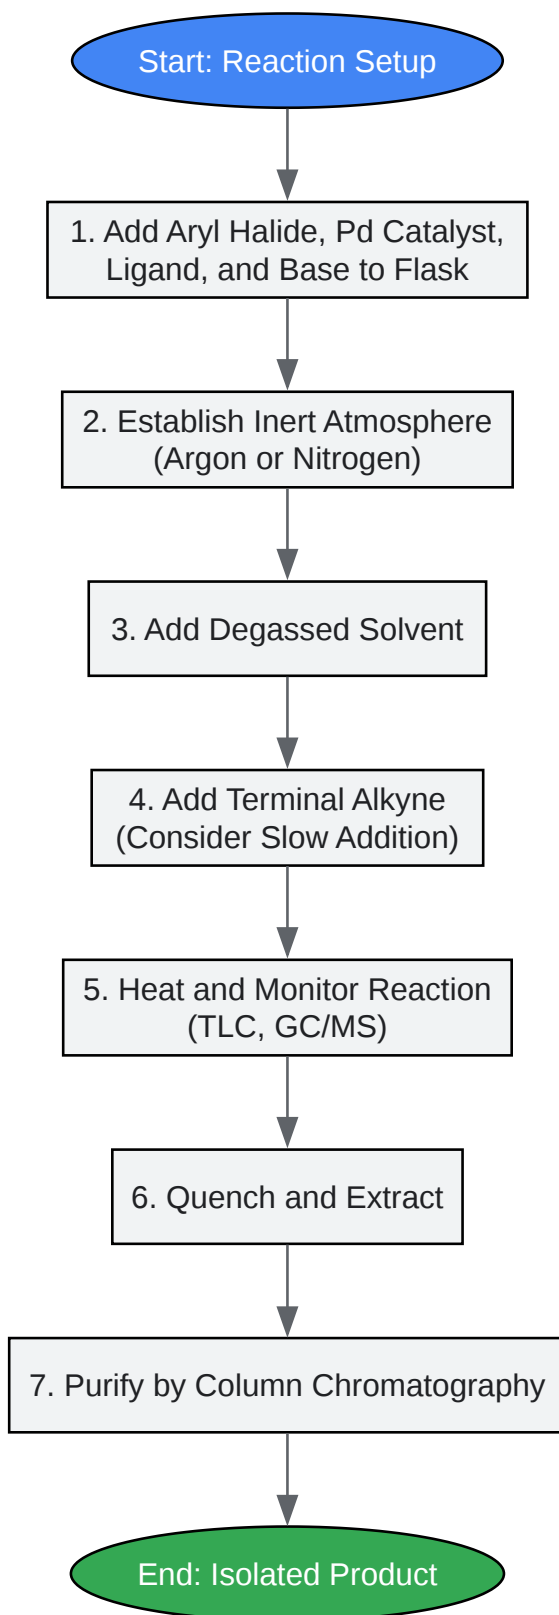 Start: Reaction Setup
1. Add Aryl Halide, Pd Catalyst,
Ligand, and Base to Flask
2. Establish Inert Atmosphere
(Argon or Nitrogen)
3. Add Degassed Solvent
4. Add Terminal Alkyne
(Consider Slow Addition)
5. Heat and Monitor Reaction
(TLC, GC/MS)
6. Quench and Extract
7. Purify by Column Chromatography
End: Isolated Product